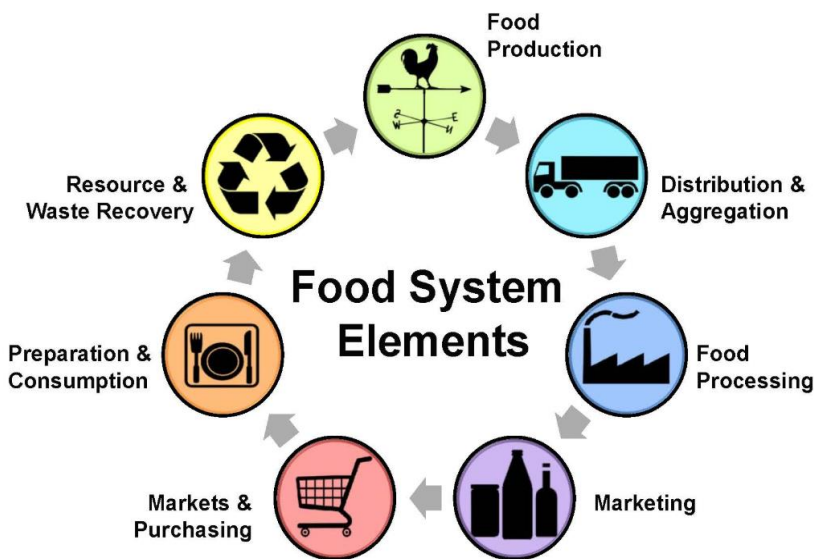 Food
Production
Distribution &
Aggregation
Food
Processing
Marketing
Markets &
Purchasing
Preparation &
Consumption
Resource &
Waste Recovery
Food System
Elements
S
E
W
N